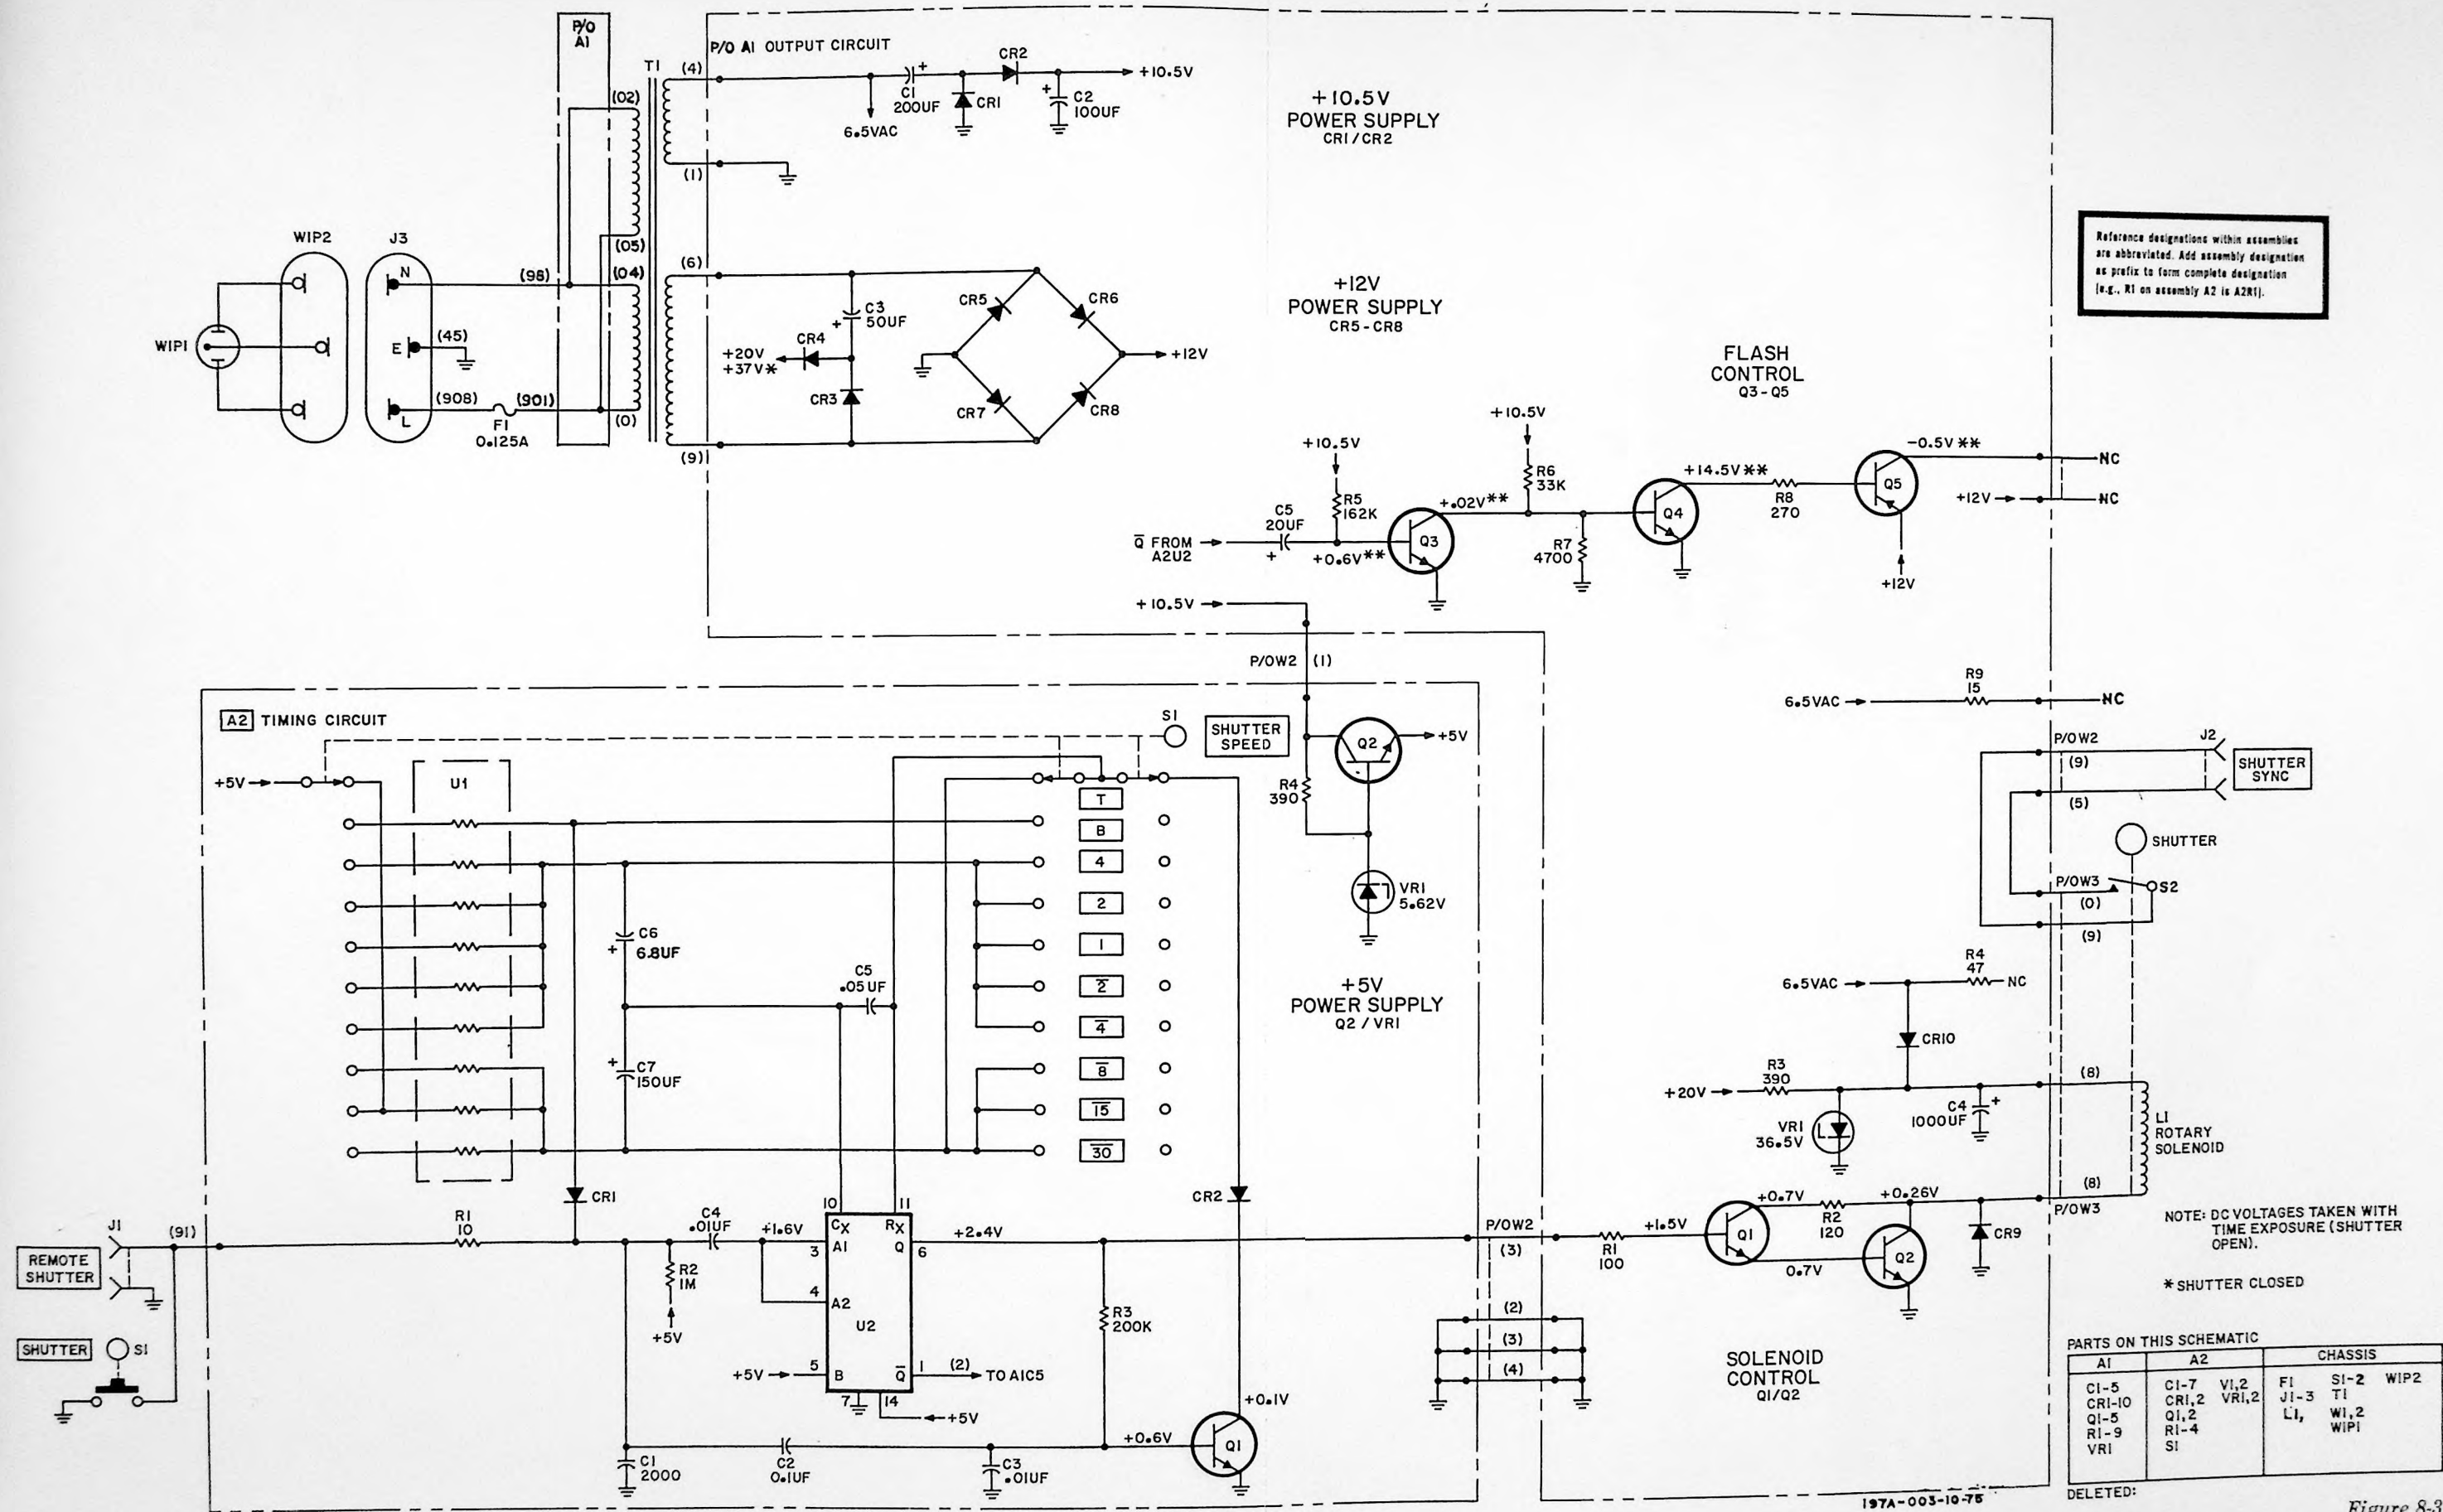 P/O
A1
P/O A1 OUTPUT CIRCUIT
T1
(4)
(1)
(6)
(9)
(02)
(05)
(04)
(0)
C1
200UF
CR1
CR2
C2
100UF
+10.5V
6.5VAC
+10.5V
POWER SUPPLY
CR1/CR2
W1P1
W1P2
J3
N
E
L
(98)
(45)
(908)
(901)
F1
0.125A
C3
50UF
CR4
+20V
+37V*
CR3
CR5
CR6
CR7
CR8
+12V
+12V
POWER SUPPLY
CR5-CR8
Reference designations within assemblies
are abbreviated. Add assembly designation
as prefix to form complete designation
(e.g., R1 on assembly A2 is A2R1).
FLASH
CONTROL
Q3-Q5
Q̅ FROM
A2U2
C5
20UF
+
+10.5V
R5
162K
+0.6V**
Q3
+.02V**
+10.5V
R6
33K
R7
4700
Q4
+14.5V**
R8
270
Q5
-0.5V**
+12V
+12V
NC
NC
+10.5V
P/OW2
(1)
A2 TIMING CIRCUIT
+5V
U1
S1
SHUTTER
SPEED
T
B
4
2
1
2̅
4̅
8̅
1̅5̅
3̅0̅
C6
6.8UF
C7
150UF
C5
.05UF
R4
390
Q2
+5V
VR1
5.62V
+5V
POWER SUPPLY
Q2/VR1
6.5VAC
R9
15
NC
P/OW2
(9)
(5)
J2
SHUTTER
SYNC
SHUTTER
P/OW3
(0)
(9)
S2
6.5VAC
R4
47
NC
CR10
+20V
R3
390
VR1
36.5V
C4
1000UF
(8)
(8)
P/OW3
L1
ROTARY
SOLENOID
J1
(91)
REMOTE
SHUTTER
SHUTTER
S1
R1
10
CR1
C4
.01UF
+1.6V
R2
1M
+5V
10
11
CX
RX
3
A1
Q
6
4
A2
U2
+5V
5
B
Q̅
1
(2)
TO A1C5
7
14
+5V
+2.4V
R3
200K
CR2
+0.1V
+0.6V
Q1
C1
2000
C2
0.1UF
C3
.01UF
P/OW2
(3)
(2)
(3)
(4)
R1
100
+1.5V
Q1
+0.7V
R2
120
+0.26V
0.7V
Q2
CR9
SOLENOID
CONTROL
Q1/Q2
NOTE: DC VOLTAGES TAKEN WITH
TIME EXPOSURE (SHUTTER
OPEN).
*SHUTTER CLOSED
PARTS ON THIS SCHEMATIC
A1 A2 CHASSIS
C1-5 C1-7 V1,2 F1 S1-2 W1P2
CR1-10 CR1,2 VR1,2 J1-3 T1
Q1-5 Q1,2 L1, W1,2
R1-9 R1-4 W1P1
VR1 S1
DELETED:
197A-003-10-75
Figure 8-3